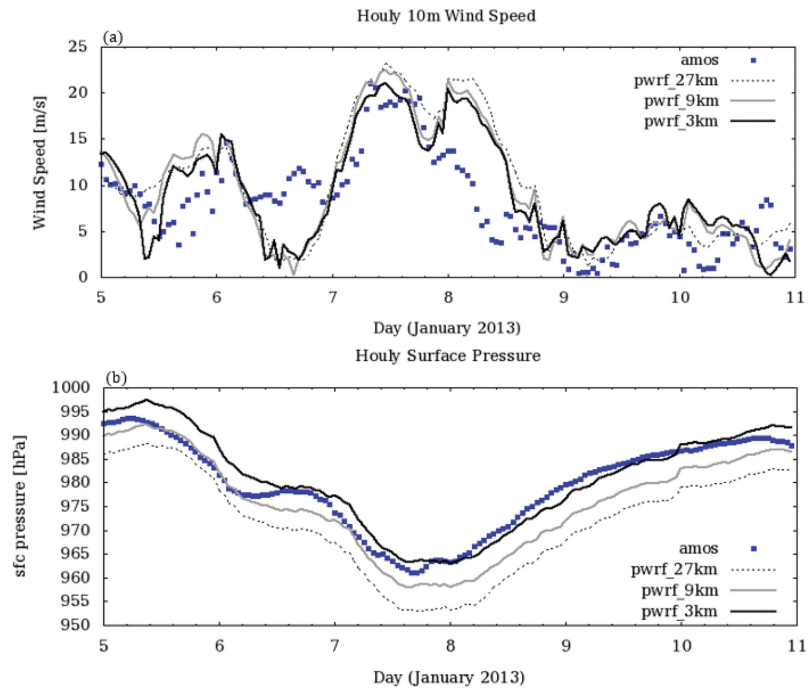 Houly 10m Wind Speed
(a)
25
20
15
10
5
0
Wind Speed [m/s]
amos
pwrf_27km
pwrf_9km
pwrf_3km
5 6 7 8 9 10 11
Day (January 2013)
Houly Surface Pressure
(b)
1000
995
990
985
980
975
970
965
960
955
950
sfc pressure [hPa]
amos
pwrf_27km
pwrf_9km
pwrf_3km
5 6 7 8 9 10 11
Day (January 2013)